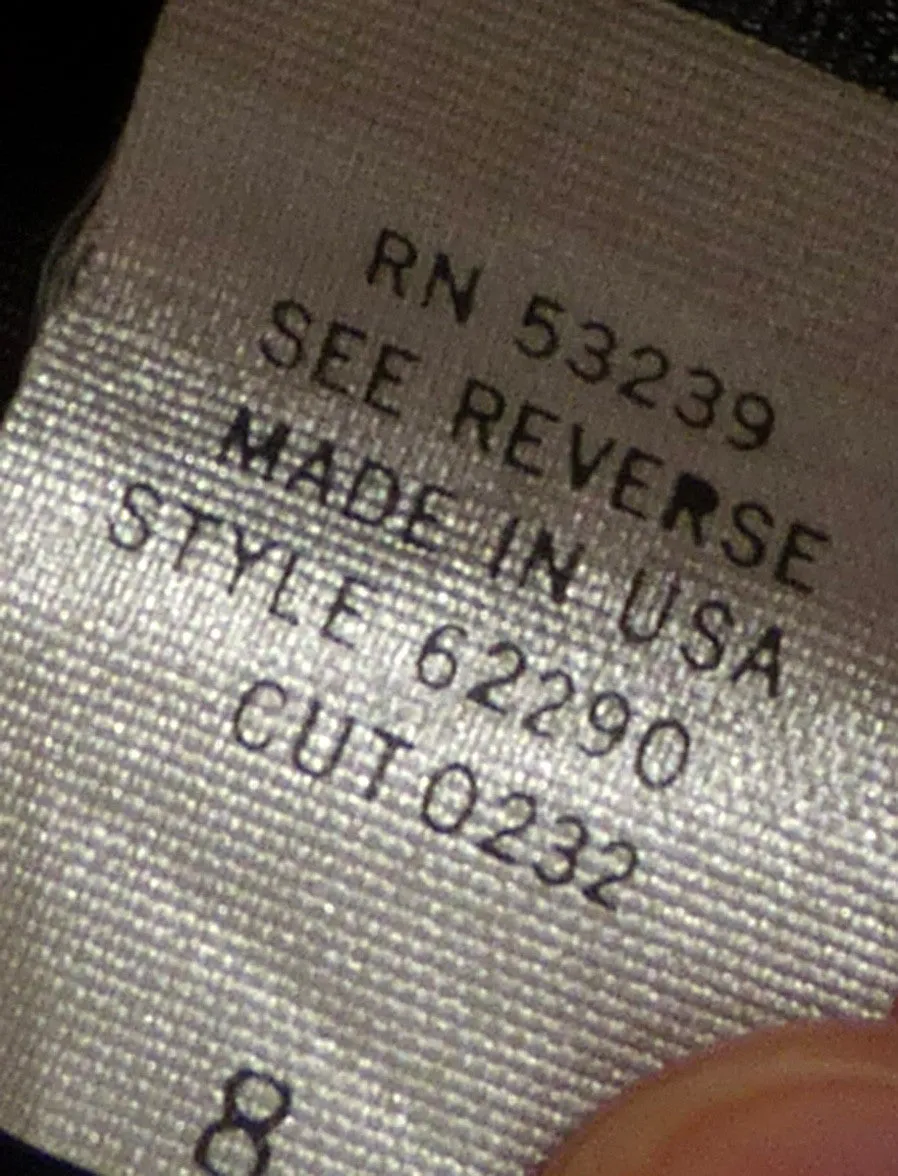 RN 53239
SEE REVERSE
MADE IN USA
STYLE 62290
CUT 0232
8